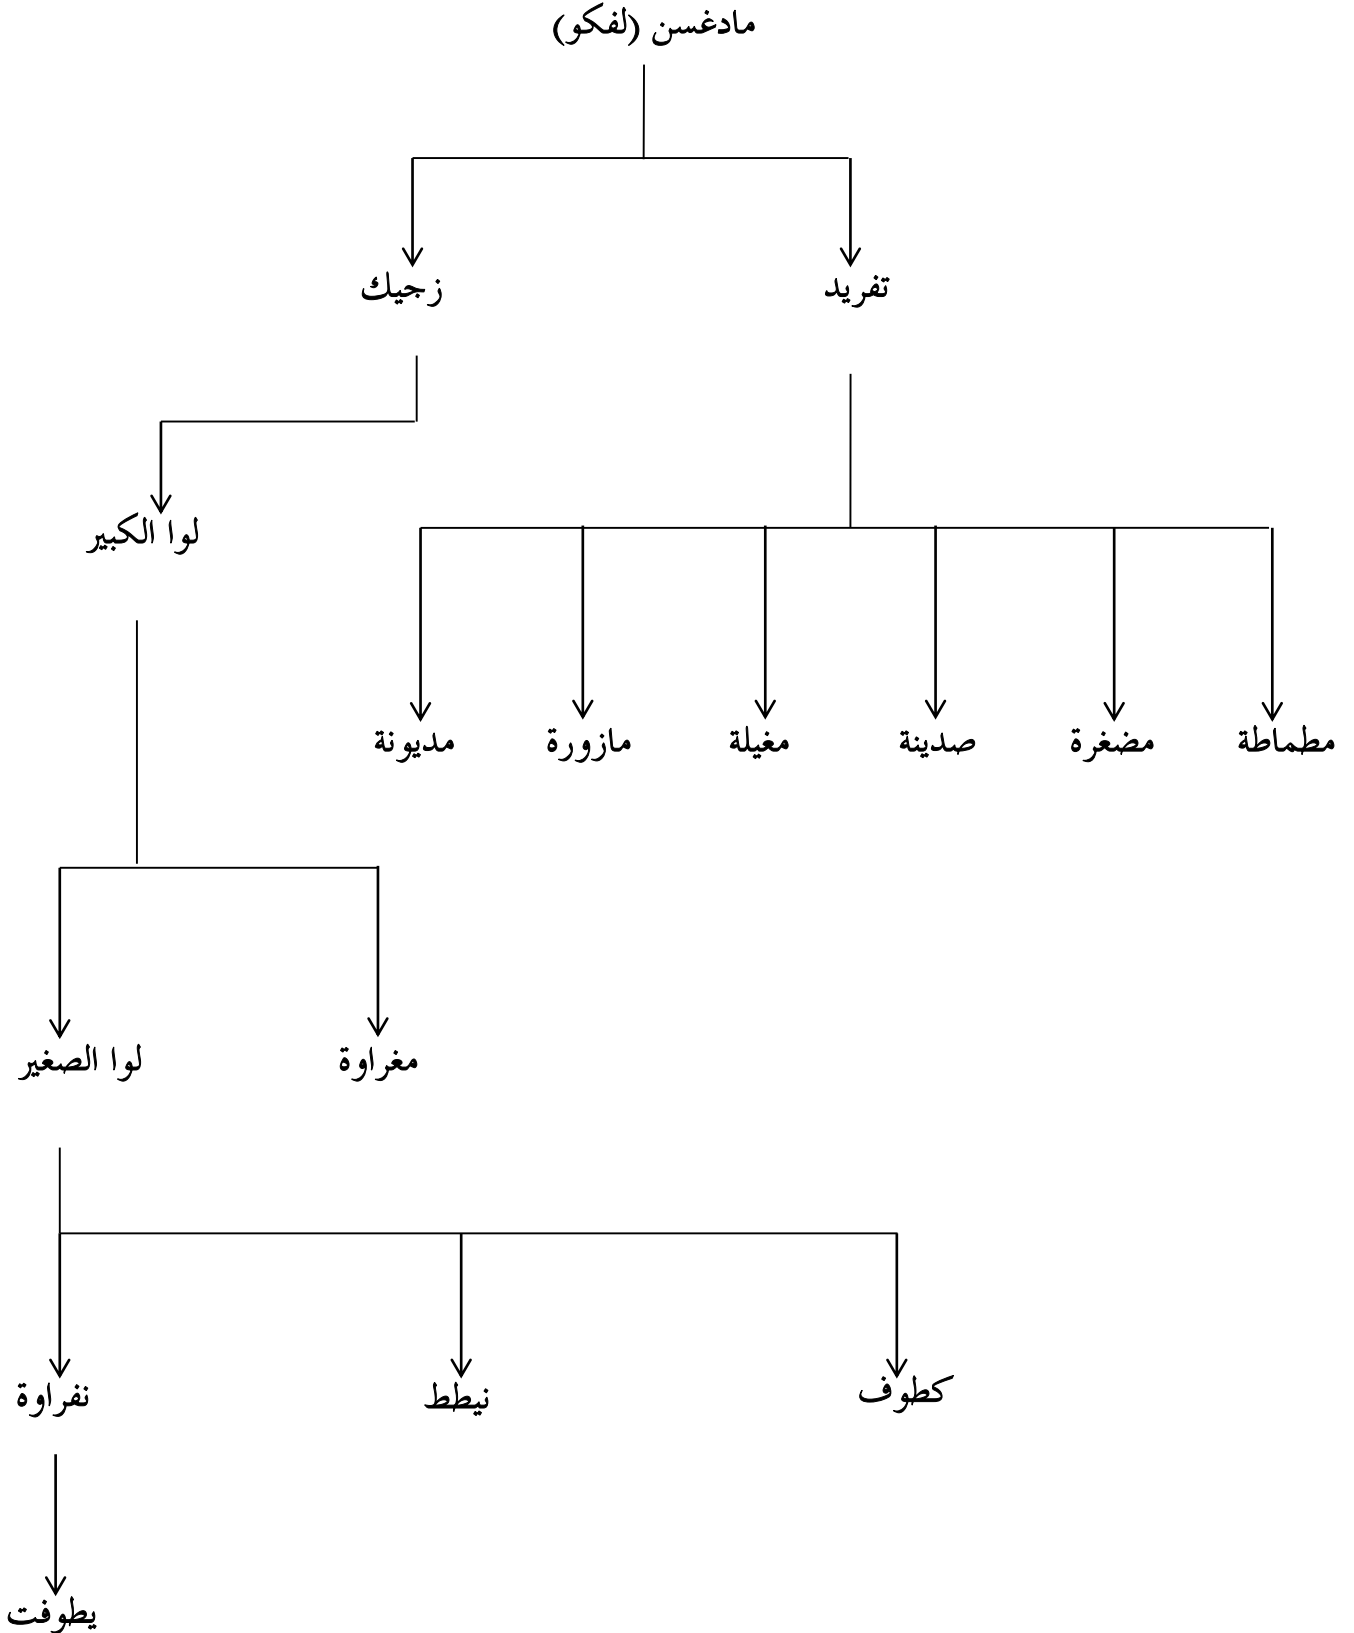 مادغسن (لفكو)
تفريد زجيك
لوا الكبير
مطماطة مضغرة صدينة مغيلة مازورة مديونة
مغراوة لوا الصغير
كطوف نيطط نفراوة
يطوفت